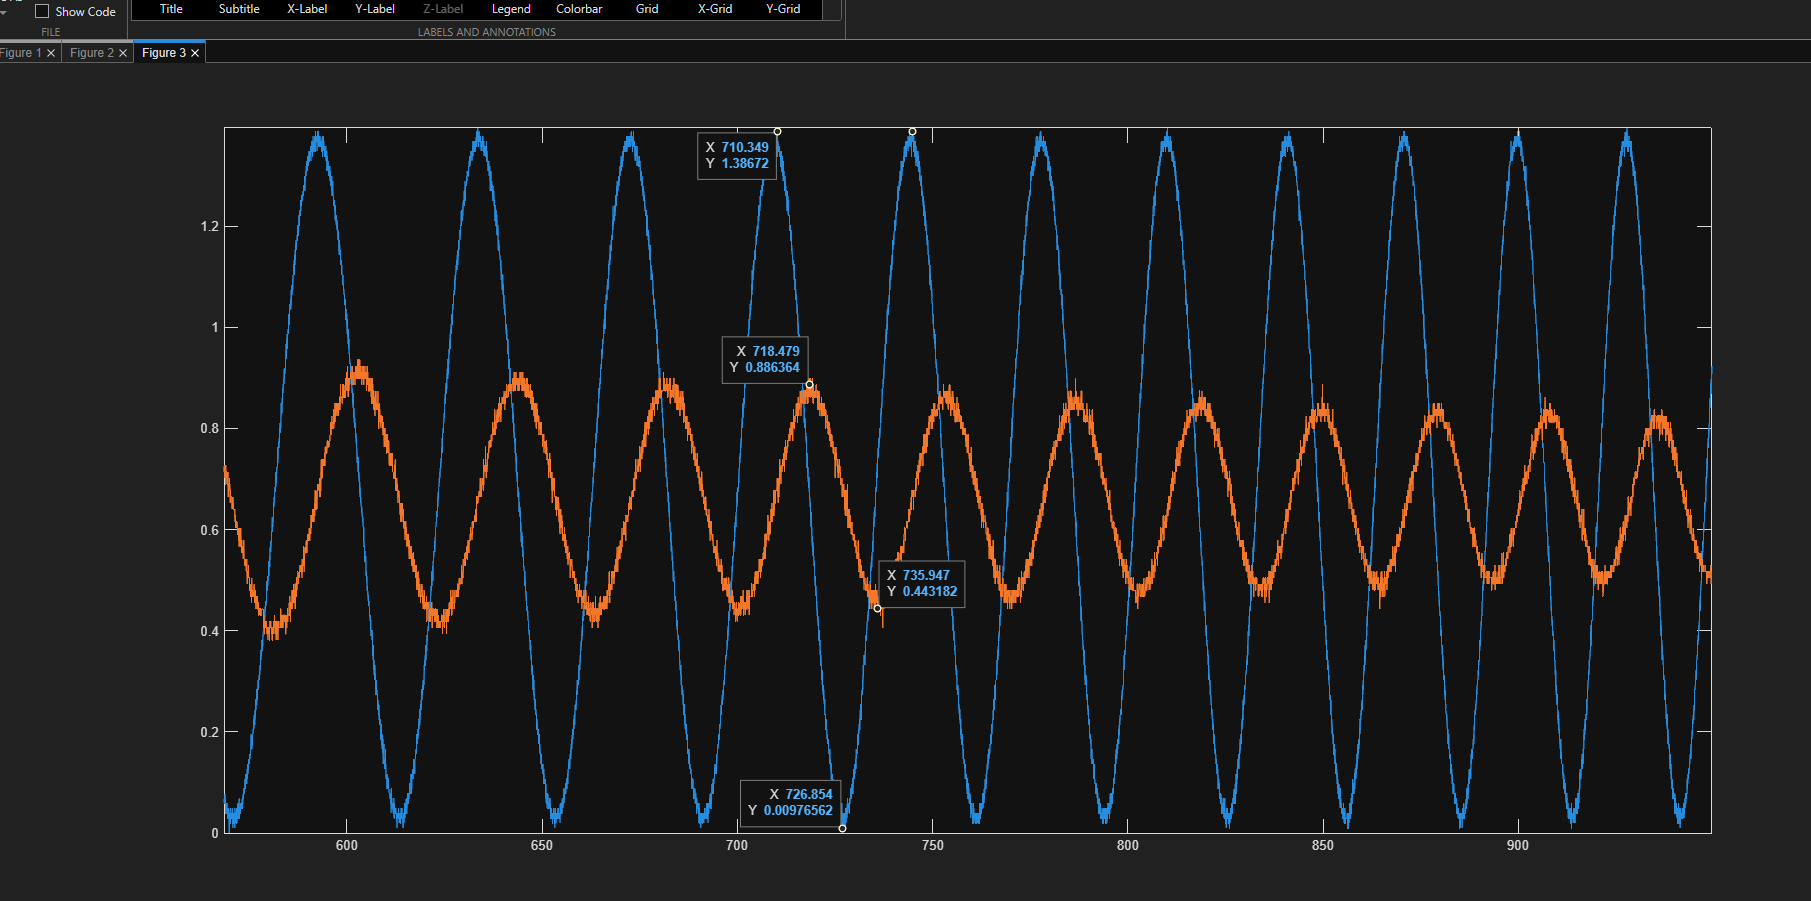 Show Code
Title Subtitle X-Label Y-Label Z-Label Legend Colorbar Grid X-Grid Y-Grid
FILE LABELS AND ANNOTATIONS
Figure 1 Figure 2 Figure 3
X 710.349
Y 1.38672
1.2
1
X 718.479
Y 0.886364
0.8
0.6
X 735.947
Y 0.443182
0.4
0.2
X 726.854
Y 0.00976562
0
600 650 700 750 800 850 900